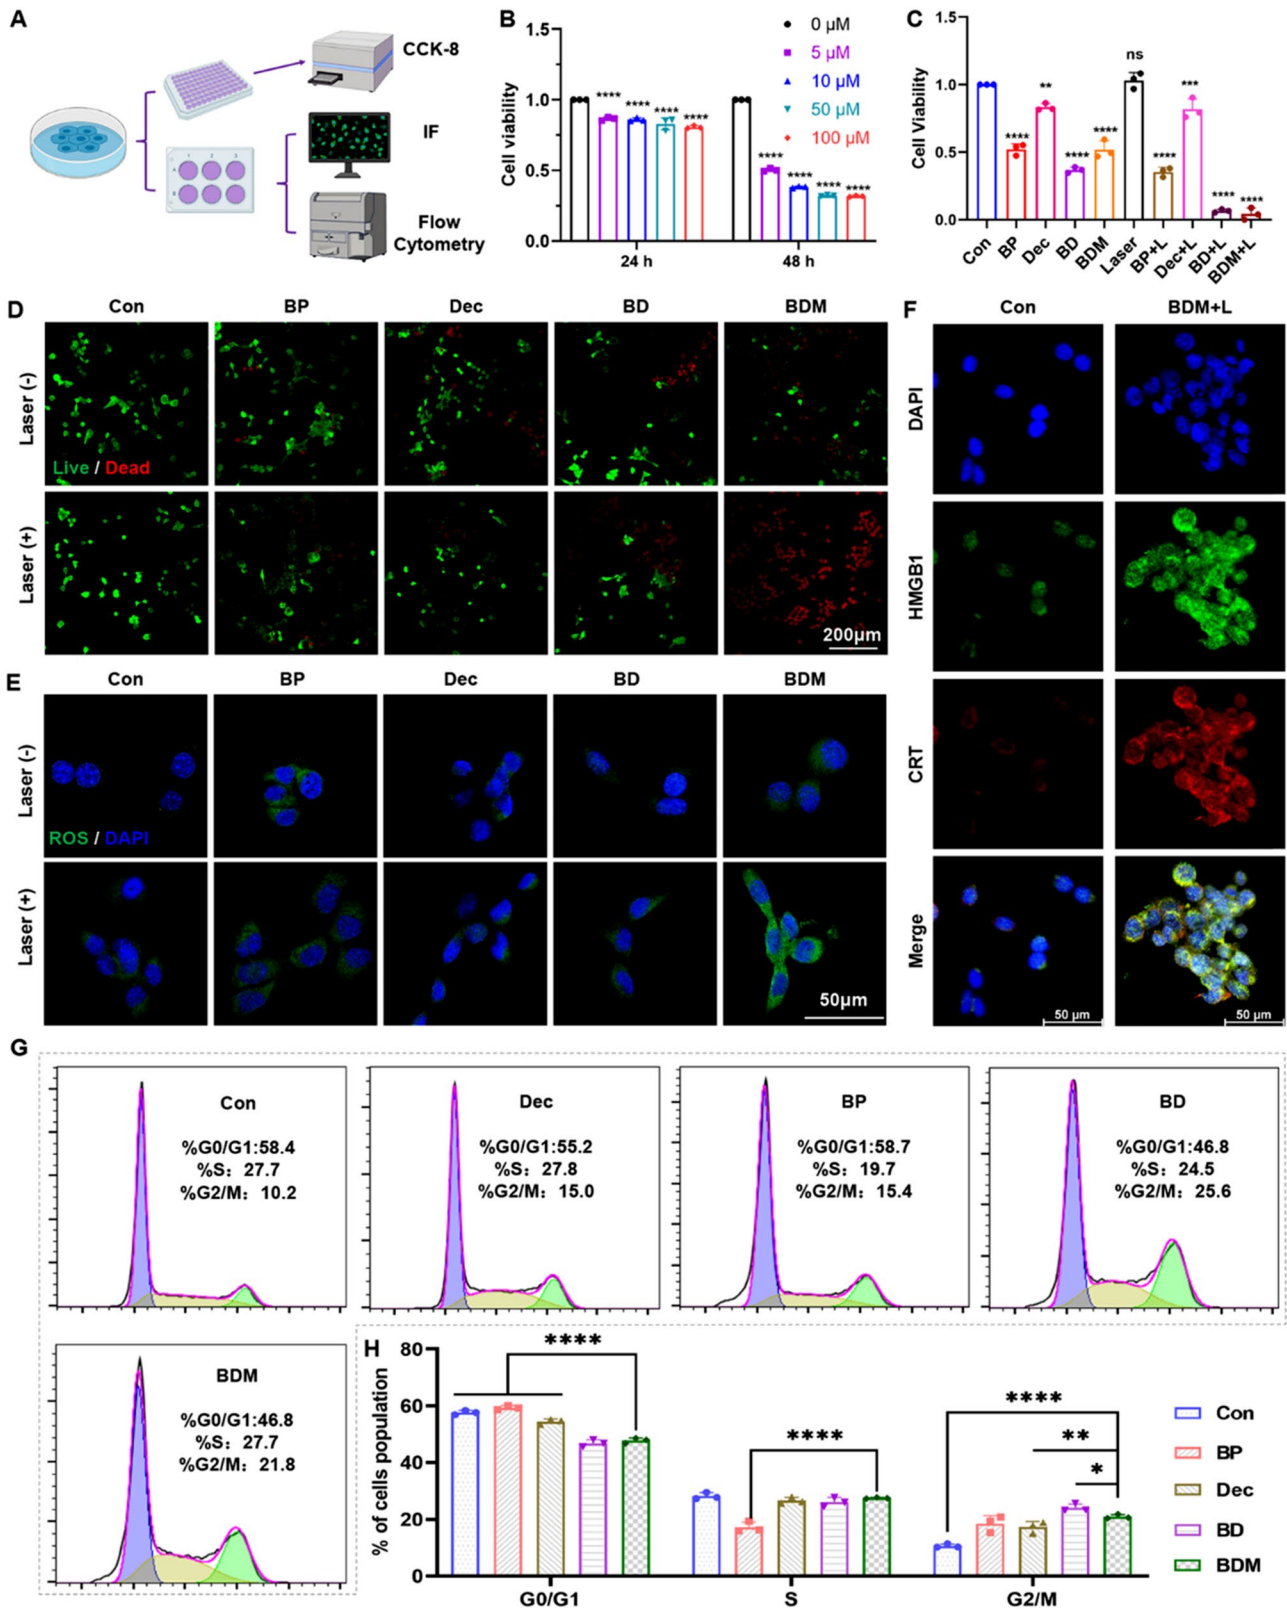 A
CCK-8
IF
Flow
Cytometry
B
Cell viability
1.5
1.0
0.5
0.0
0 μM
5 μM
10 μM
50 μM
100 μM
**** **** **** ****
**** **** **** ****
24 h
48 h
C
Cell Viability
1.5
1.0
0.5
0.0
**** ** **** **** ns **** *** **** ****
Con
BP
Dec
BD
BDM
Laser
BP+L
Dec+L
BD+L
BDM+L
D
Con
BP
Dec
BD
BDM
Laser (-)
Live / Dead
Laser (+)
200μm
E
Con
BP
Dec
BD
BDM
Laser (-)
ROS / DAPI
Laser (+)
50μm
F
Con
BDM+L
DAPI
HMGB1
CRT
Merge
50 μm
50 μm
G
Con
%G0/G1:58.4
%S: 27.7
%G2/M: 10.2
Dec
%G0/G1:55.2
%S: 27.8
%G2/M: 15.0
BP
%G0/G1:58.7
%S: 19.7
%G2/M: 15.4
BD
%G0/G1:46.8
%S: 24.5
%G2/M: 25.6
BDM
%G0/G1:46.8
%S: 27.7
%G2/M: 21.8
H
% of cells population
80
60
40
20
0
****
****
****
**
*
G0/G1
S
G2/M
Con
BP
Dec
BD
BDM